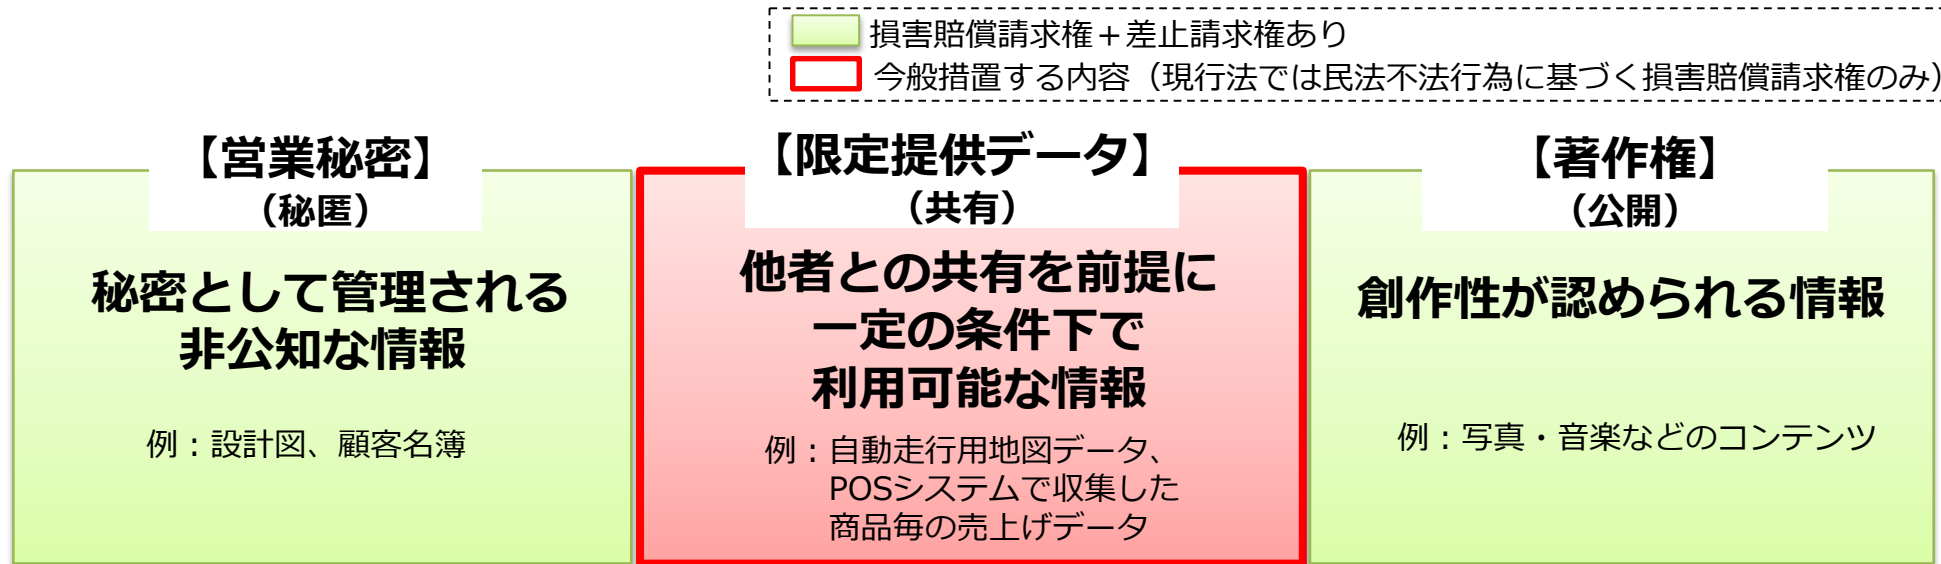 損害賠償請求権＋差止請求権あり
今般措置する内容（現行法では民法不法行為に基づく損害賠償請求権のみ）
【営業秘密】
（秘匿）
秘密として管理される
非公知な情報
例：設計図、顧客名簿
【限定提供データ】
（共有）
他者との共有を前提に
一定の条件下で
利用可能な情報
例：自動走行用地図データ、
POSシステムで収集した
商品毎の売上げデータ
【著作権】
（公開）
創作性が認められる情報
例：写真・音楽などのコンテンツ